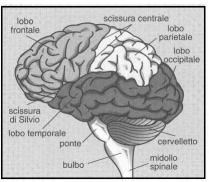 scissura centrale
lobo
frontale
lobo
parietale
lobo
occipitale
scissura
di Silvio
lobo temporale
ponte
cervelletto
bulbo
midollo
spinale